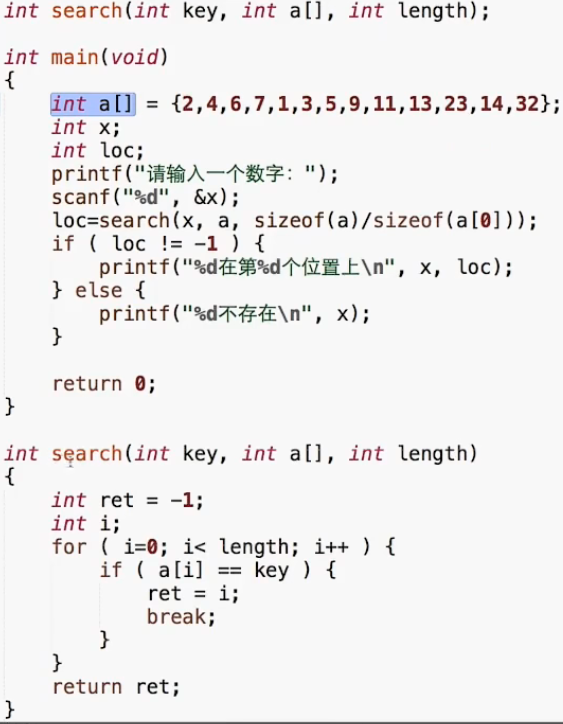 int search(int key, int a[], int length);
int main(void)
{
int a[] = {2,4,6,7,1,3,5,9,11,13,23,14,32};
int x;
int loc;
printf("请输入一个数字：");
scanf("%d", &x);
loc=search(x, a, sizeof(a)/sizeof(a[0]));
if ( loc != -1 ) {
printf("%d在第%d个位置上\n", x, loc);
} else {
printf("%d不存在\n", x);
}
return 0;
}
int search(int key, int a[], int length)
{
int ret = -1;
int i;
for ( i=0; i< length; i++ ) {
if ( a[i] == key ) {
ret = i;
break;
}
}
return ret;
}